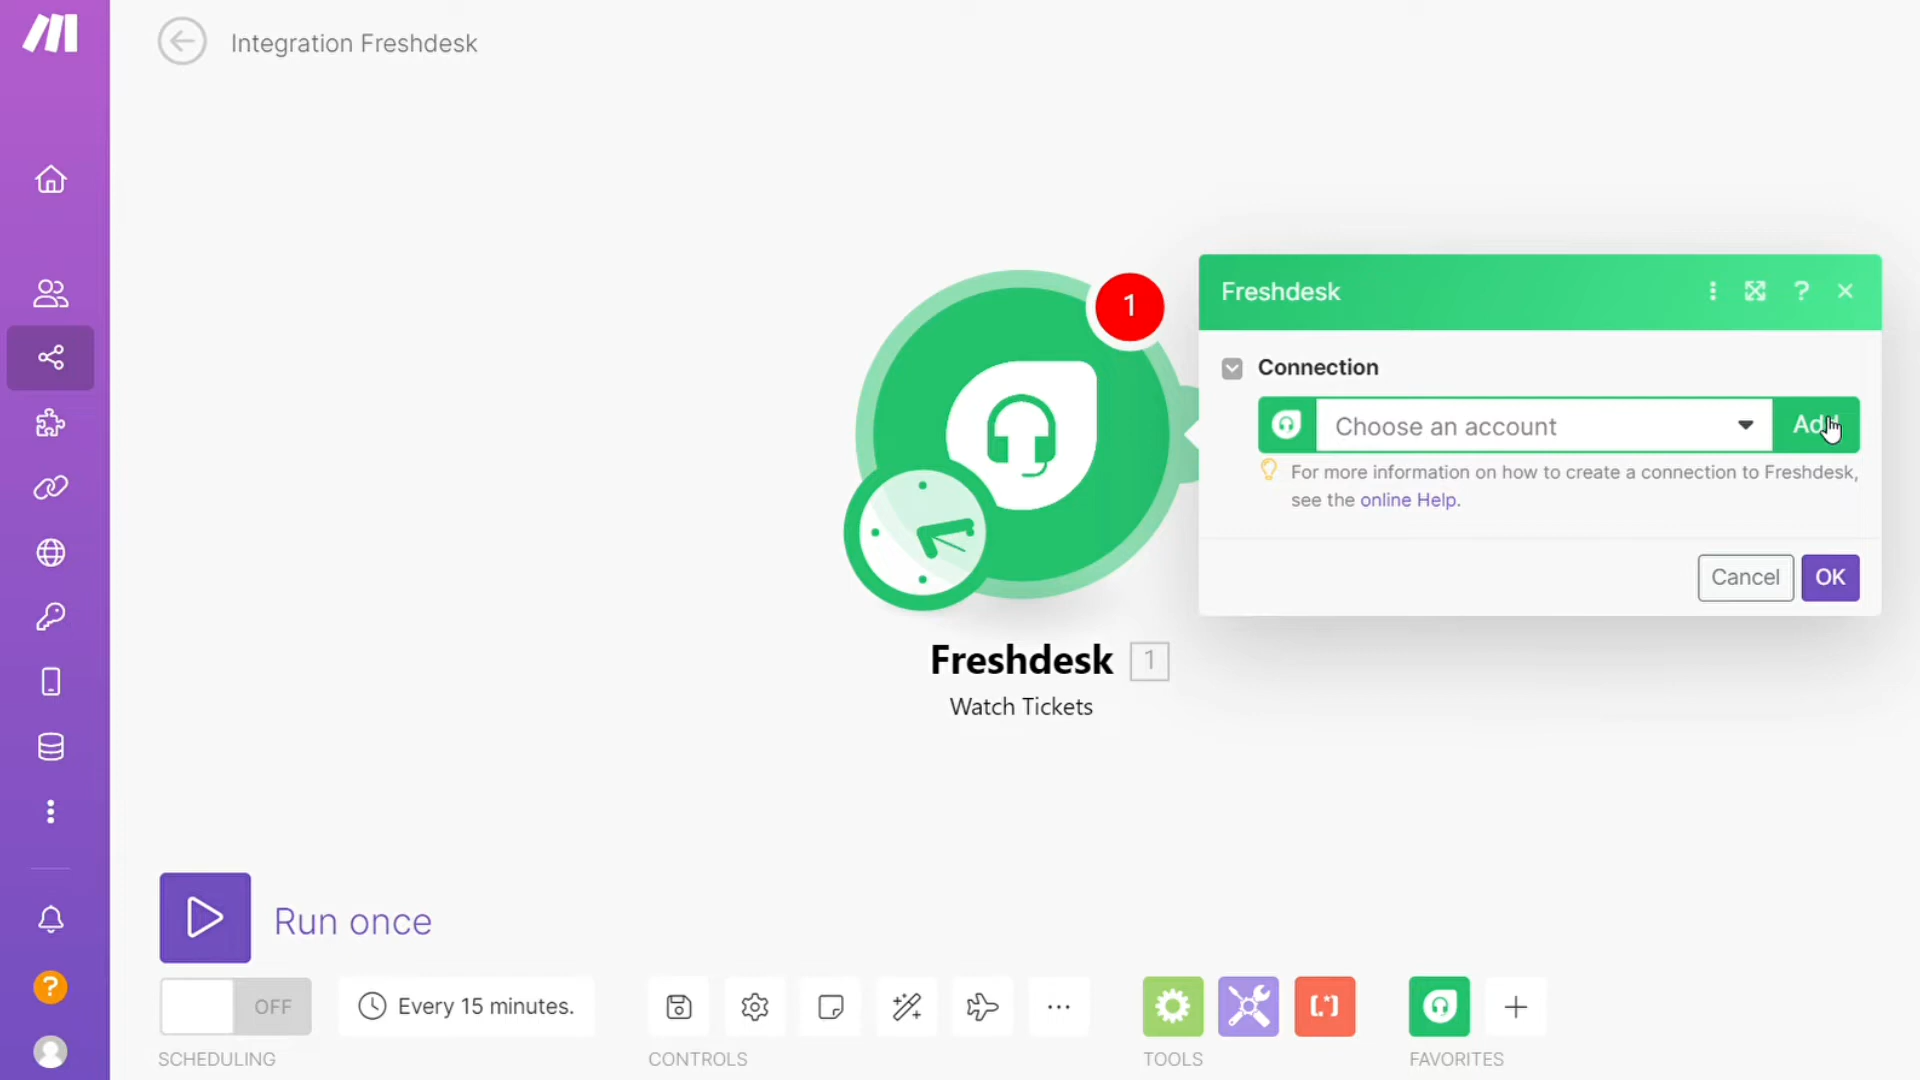 Integration Freshdesk
1
Freshdesk
?
Connection
Choose an account
For more information on how to create a connection to Freshdesk,
see the online Help.
Cancel
OK
Freshdesk 1
Watch Tickets
Run once
OFF
Every 15 minutes.
?
SCHEDULING
CONTROLS
TOOLS
FAVORITES